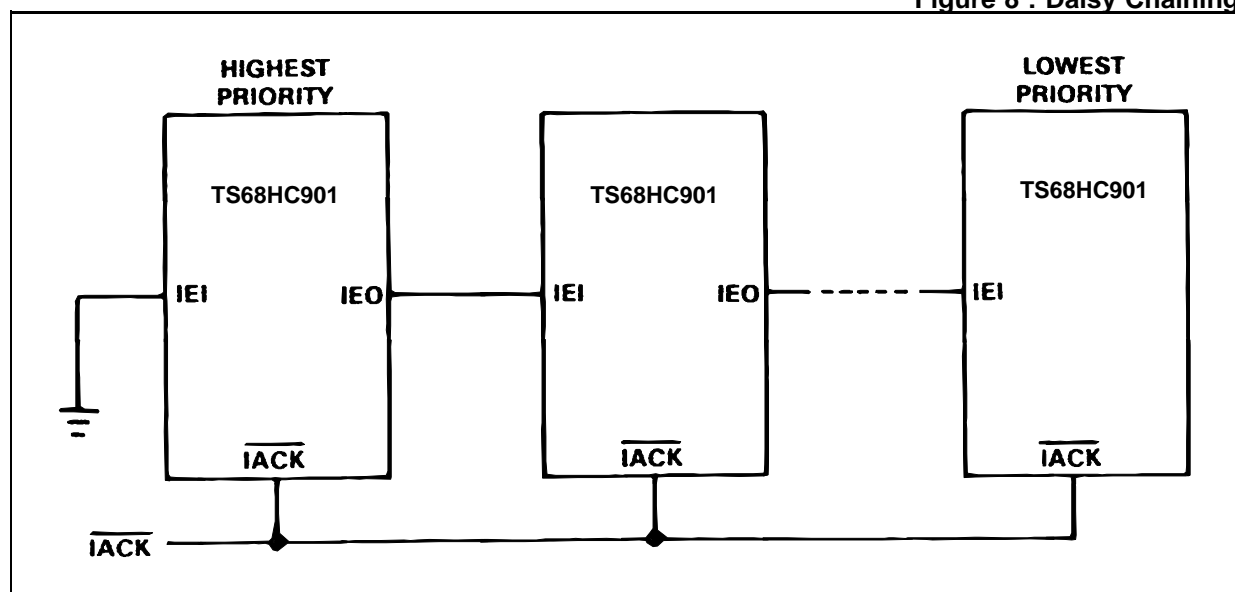 Figure 8 : Daisy Chaining
HIGHEST
PRIORITY
LOWEST
PRIORITY
TS68HC901
TS68HC901
TS68HC901
IEI
IEO
IEI
IEO
IEI
IACK
IACK
IACK
IACK